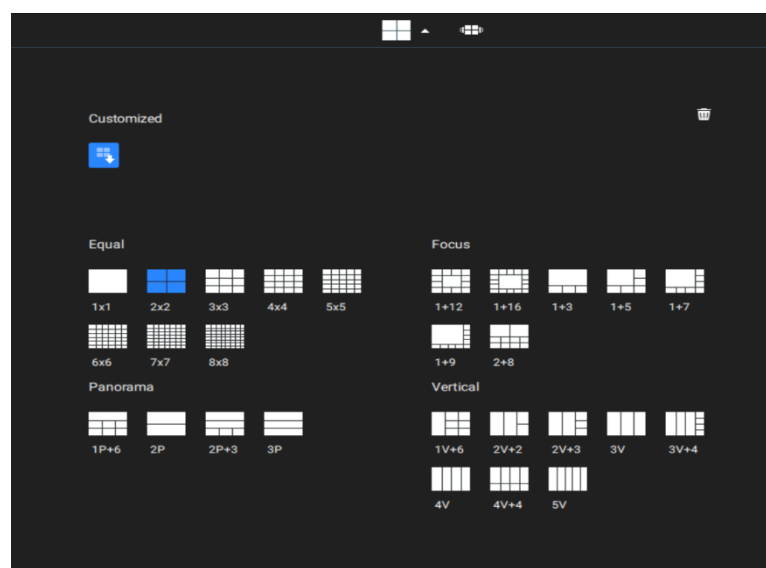 Customized
Equal
1x1 2x2 3x3 4x4 5x5
6x6 7x7 8x8
Focus
1+12 1+16 1+3 1+5 1+7
1+9 2+8
Panorama
1P+6 2P 2P+3 3P
Vertical
1V+6 2V+2 2V+3 3V 3V+4
4V 4V+4 5V